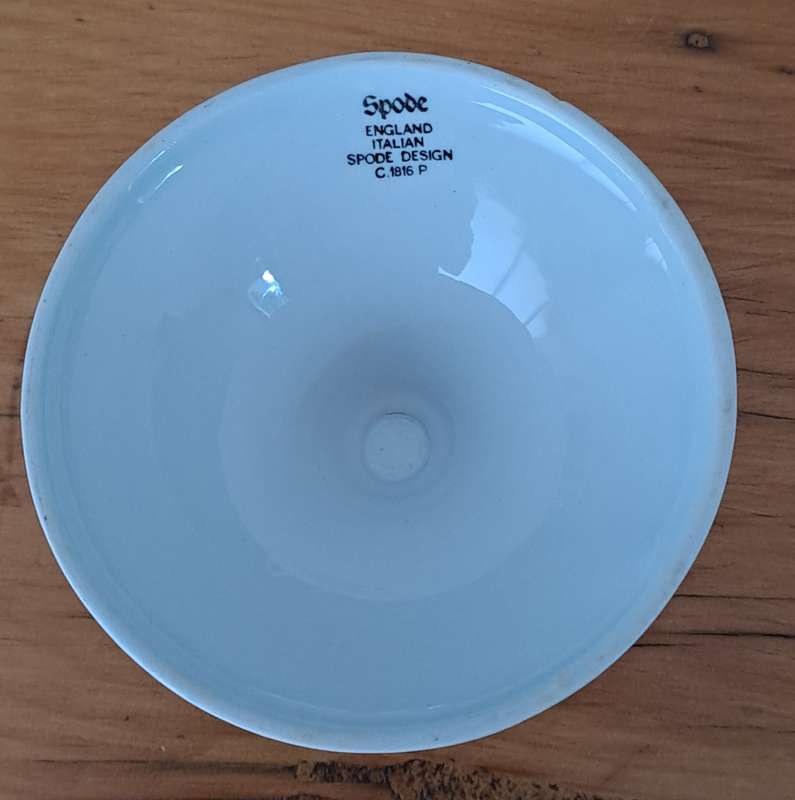 Spode
ENGLAND
ITALIAN
SPODE DESIGN
C.1816 P